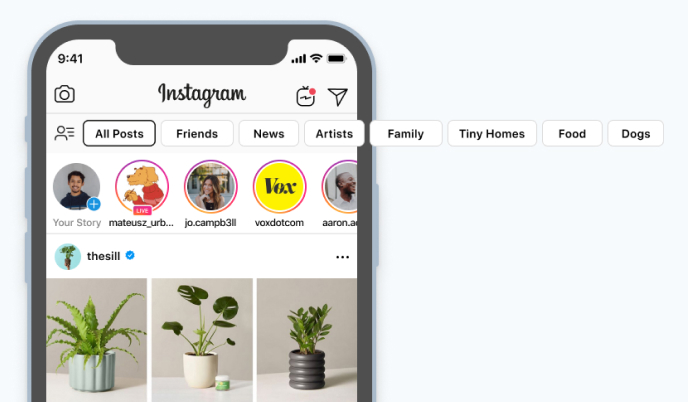 9:41
Instagram
All Posts Friends News Artists Family Tiny Homes Food Dogs
LIVE
Vox
Your Story mateusz_urb... jo.campb3ll voxdotcom aaron.ac
thesill